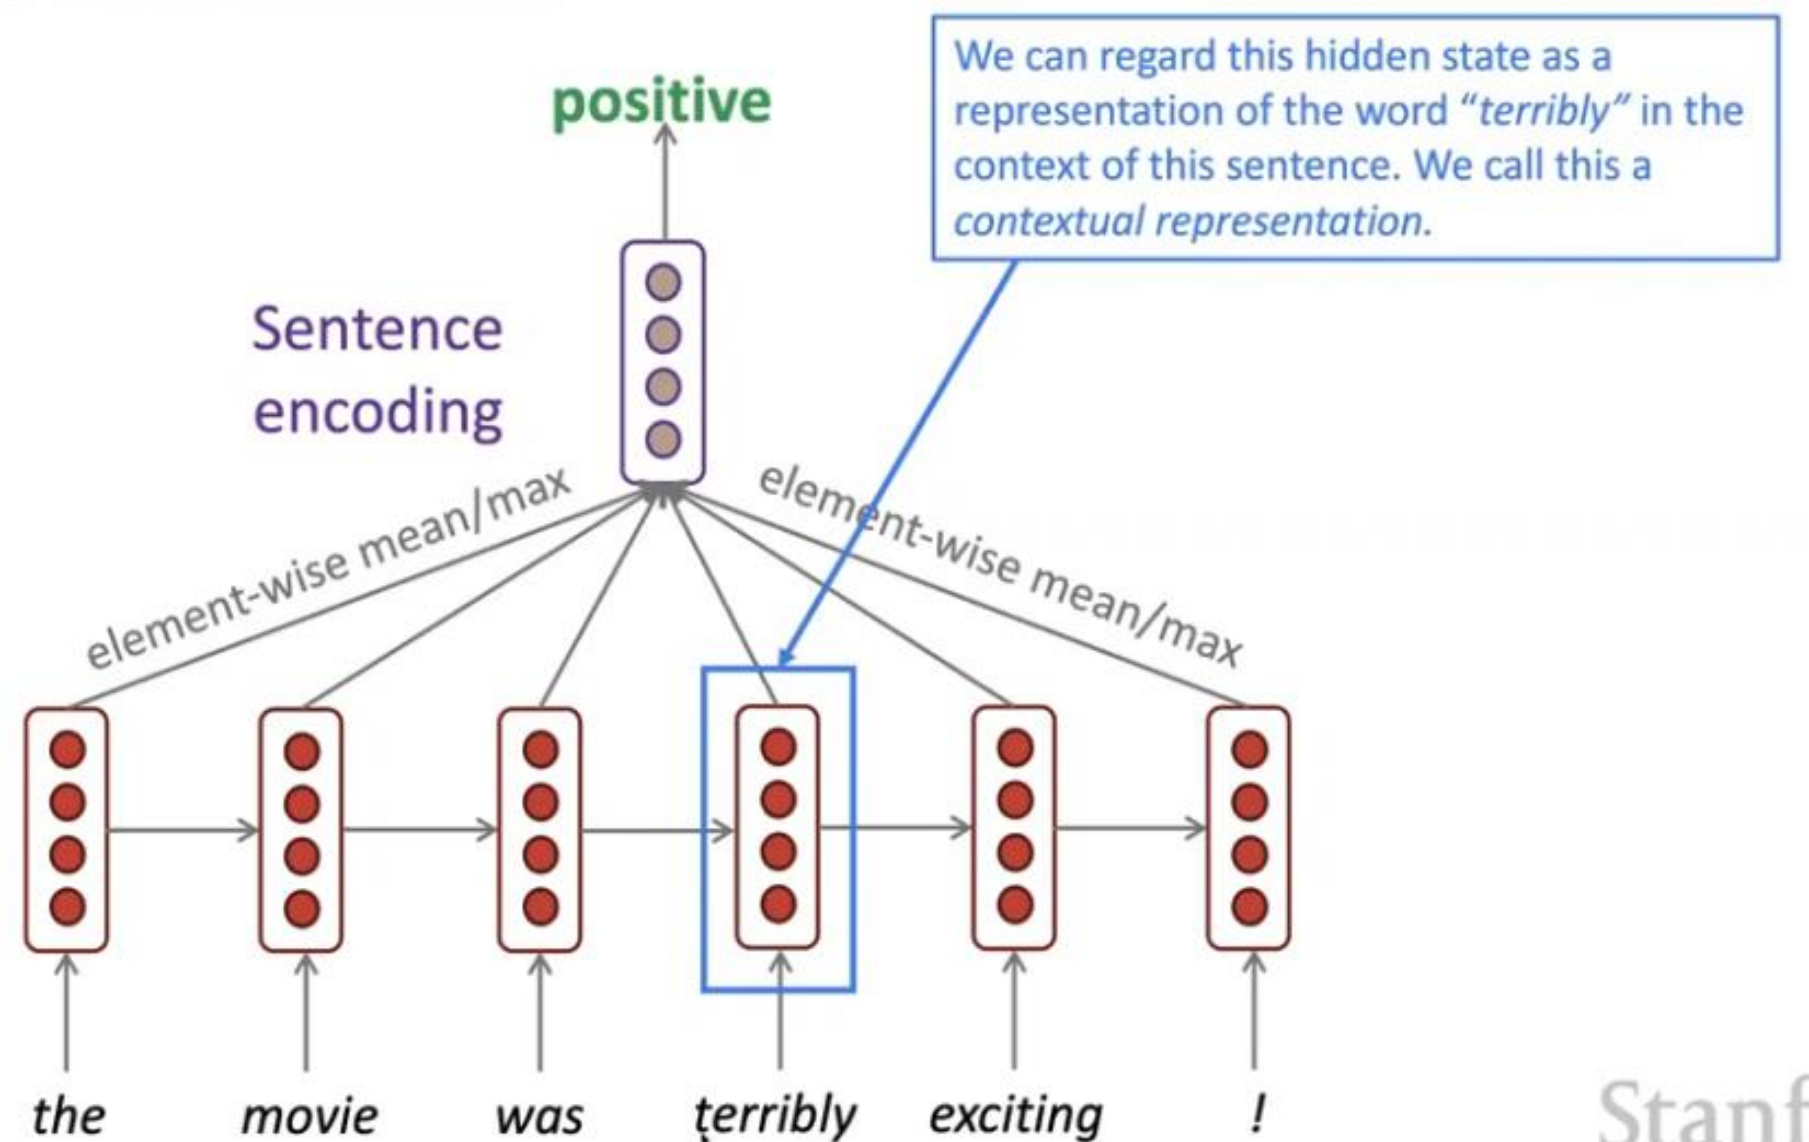 We can regard this hidden state as a
representation of the word “terribly” in the
context of this sentence. We call this a
contextual representation.
positive
Sentence
encoding
element-wise mean/max
element-wise mean/max
the movie was terribly exciting !
Stanf